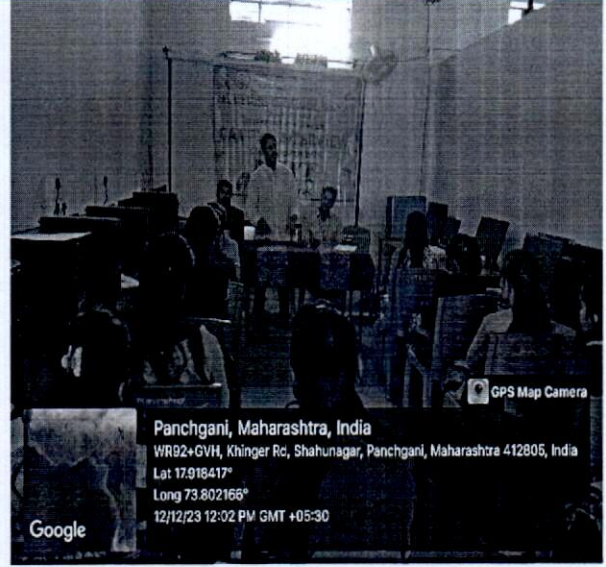 GPS Map Camera
Panchgani, Maharashtra, India
WR92+GVH, Khinger Rd, Shahunagar, Panchgani, Maharashtra 412805, India
Lat 17.918417°
Long 73.802166°
12/12/23 12:02 PM GMT +05:30
Google